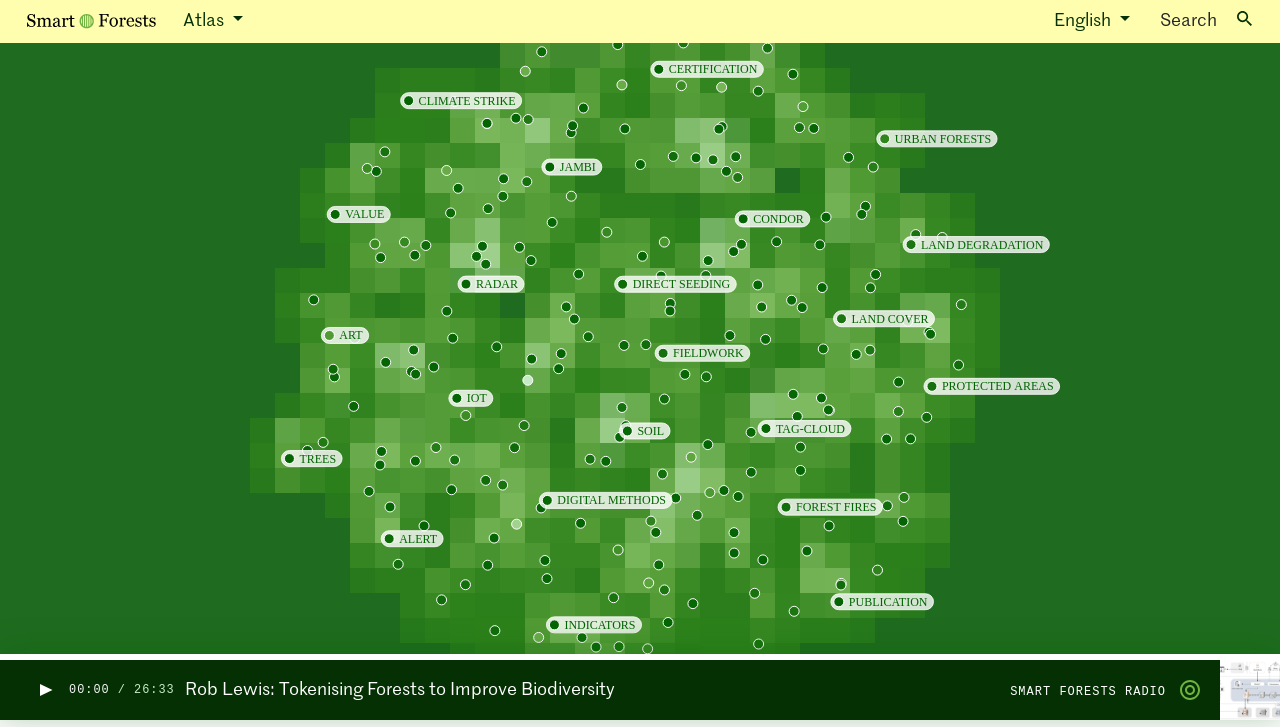 Smart Forests Atlas English Search
CERTIFICATION
CLIMATE STRIKE
URBAN FORESTS
JAMBI
VALUE
CONDOR
LAND DEGRADATION
RADAR
DIRECT SEEDING
LAND COVER
ART
FIELDWORK
PROTECTED AREAS
IOT
TAG-CLOUD
SOIL
TREES
DIGITAL METHODS
FOREST FIRES
ALERT
PUBLICATION
INDICATORS
00:00 / 26:33 Rob Lewis: Tokenising Forests to Improve Biodiversity SMART FORESTS RADIO